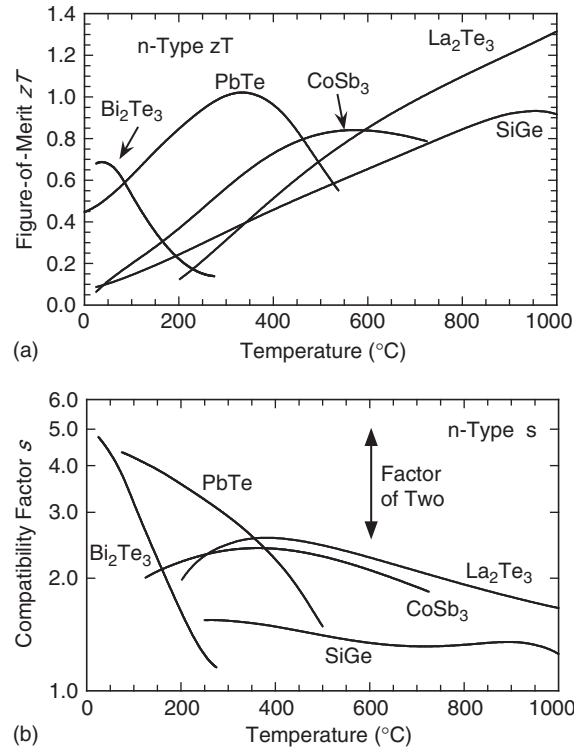 n-Type zT
La₂Te₃
PbTe
CoSb₃
Bi₂Te₃
SiGe
Figure-of-Merit zT
1.4
1.2
1.0
0.8
0.6
0.4
0.2
0.0
0 200 400 600 800 1000
Temperature (°C)
(a)
n-Type s
PbTe
Factor
of Two
Bi₂Te₃
La₂Te₃
CoSb₃
SiGe
Compatibility Factor s
6.0
5.0
4.0
3.0
2.0
1.0
0 200 400 600 800 1000
Temperature (°C)
(b)